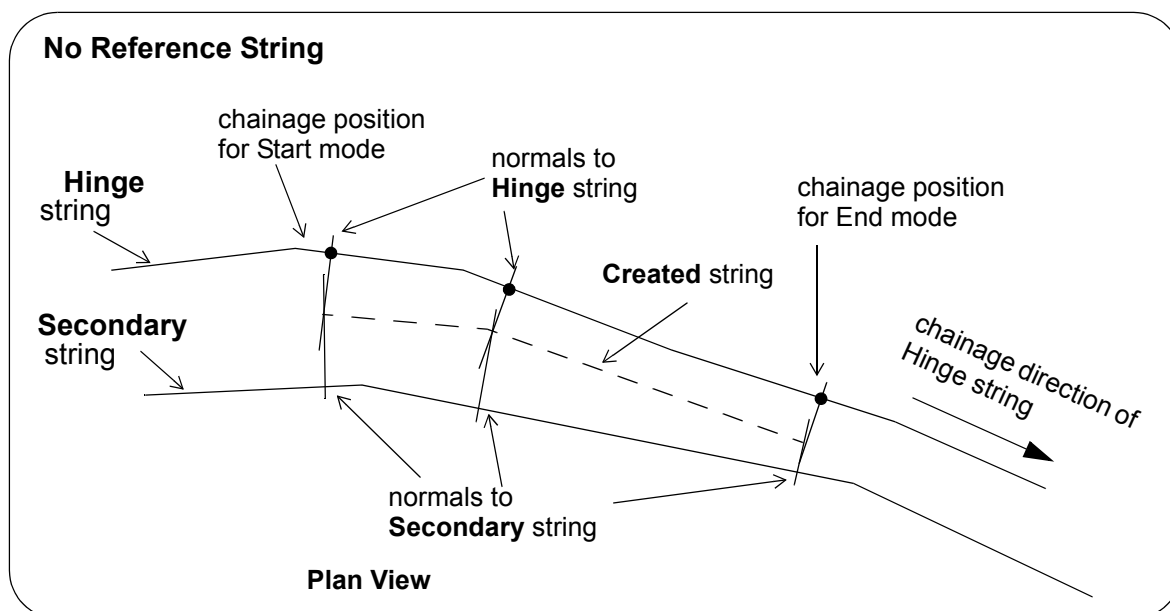 No Reference String
chainage position
for Start mode
normals to
Hinge string
chainage position
for End mode
Hinge
string
Created string
Secondary
string
chainage direction of
Hinge string
normals to
Secondary string
Plan View